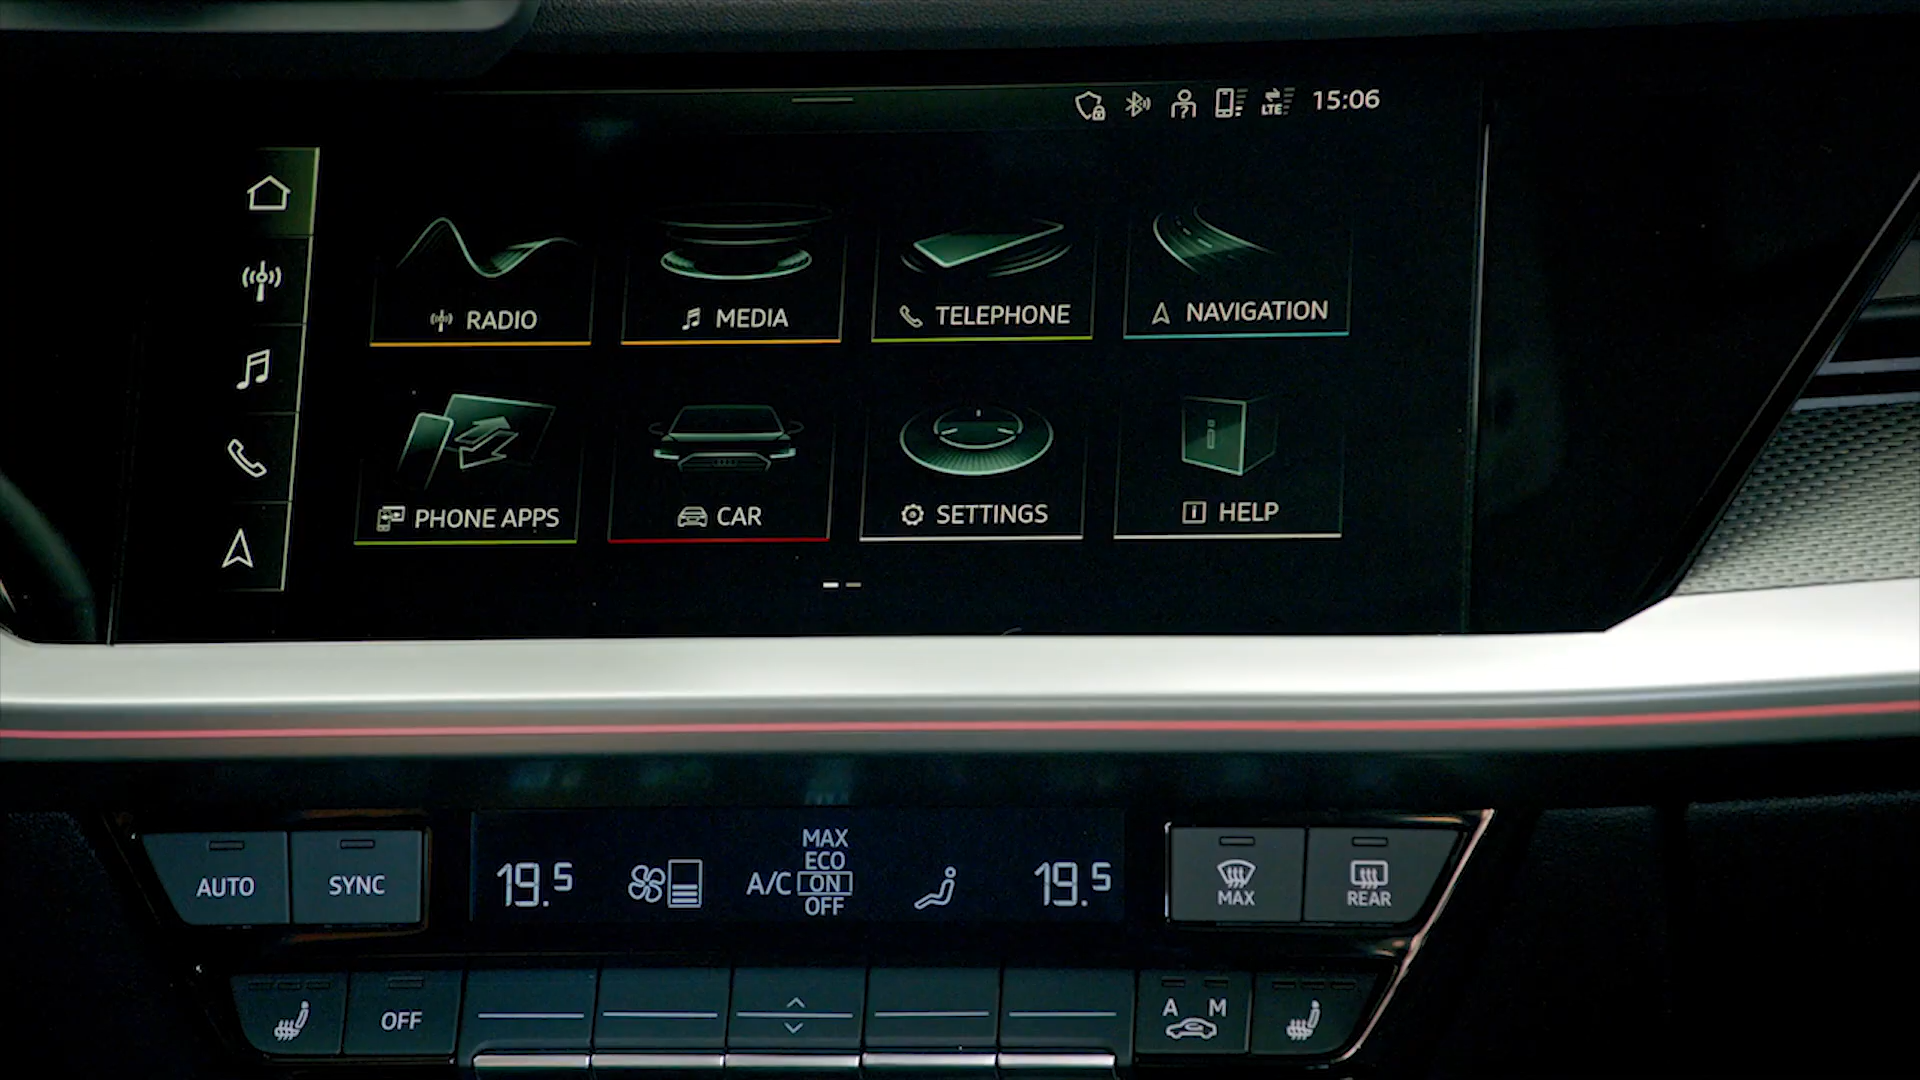 LTE 15:06
RADIO MEDIA TELEPHONE NAVIGATION
PHONE APPS CAR SETTINGS HELP
MAX
ECO
AUTO SYNC 19.5 A/C ON 19.5 MAX REAR
OFF
OFF A M